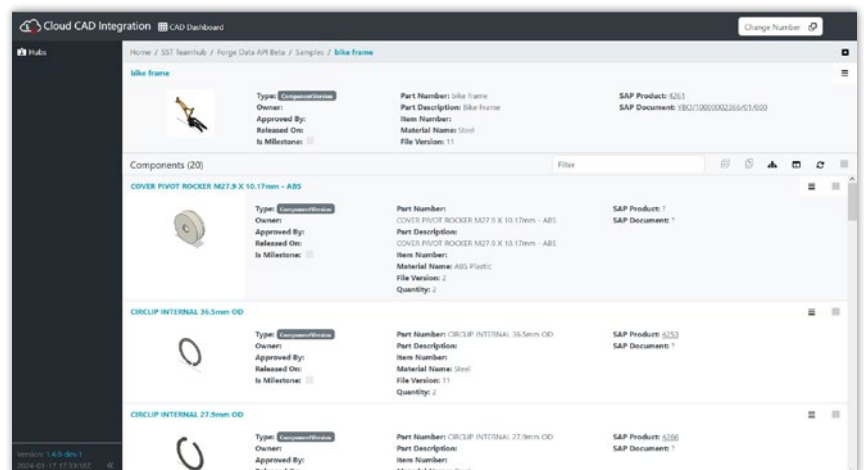 Cloud CAD Integration CAD Dashboard Change Number
Hubs
Home / SST Teamhub / Forge Data API Beta / Samples / bike frame
bike frame
Type: ComponentVersion
Owner:
Approved By:
Released On:
Is Milestone:
Part Number: bike frame
Part Description: Bike Frame
Item Number:
Material Name: Steel
File Version: 11
SAP Product: 4261
SAP Document: YBO/10000002366/01/000
Components (20) Filter
COVER PIVOT ROCKER M27.9 X 10.17mm - ABS
Type: ComponentVersion
Owner:
Approved By:
Released On:
Is Milestone:
Part Number:
COVER PIVOT ROCKER M27.9 X 10.17mm - ABS
Part Description:
COVER PIVOT ROCKER M27.9 X 10.17mm - ABS
Item Number:
Material Name: ABS Plastic
File Version: 2
Quantity: 2
SAP Product: ?
SAP Document: ?
CIRCLIP INTERNAL 36.5mm OD
Type: ComponentVersion
Owner:
Approved By:
Released On:
Is Milestone:
Part Number: CIRCLIP INTERNAL 36.5mm OD
Part Description:
Item Number:
Material Name: Steel
File Version: 11
Quantity: 2
SAP Product: 4253
SAP Document: ?
CIRCLIP INTERNAL 27.9mm OD
Type: ComponentVersion
Owner:
Approved By:
Part Number: CIRCLIP INTERNAL 27.9mm OD
Part Description:
Item Number:
SAP Product: 4266
SAP Document: ?
Version: 1.4.0-dev.1